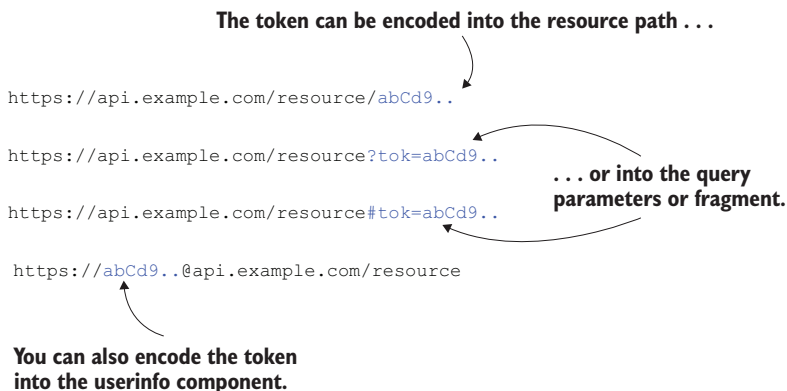 The token can be encoded into the resource path . . .
https://api.example.com/resource/abCd9..
https://api.example.com/resource?tok=abCd9..
. . . or into the query
parameters or fragment.
https://api.example.com/resource#tok=abCd9..
https://abCd9..@api.example.com/resource
You can also encode the token
into the userinfo component.